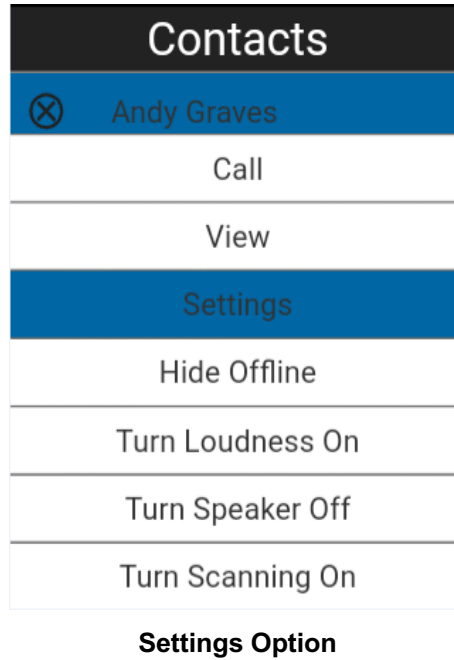 Contacts
Andy Graves
Call
View
Settings
Hide Offline
Turn Loudness On
Turn Speaker Off
Turn Scanning On
Settings Option